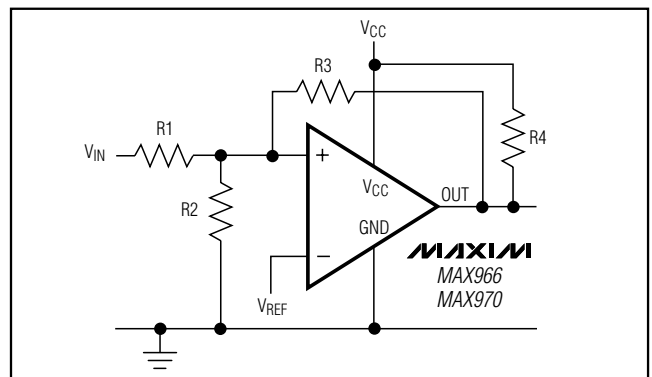 VCC
R3
R1
R4
VIN
+
VCC
R2
OUT
GND
−
MAXIM
MAX966
MAX970
VREF